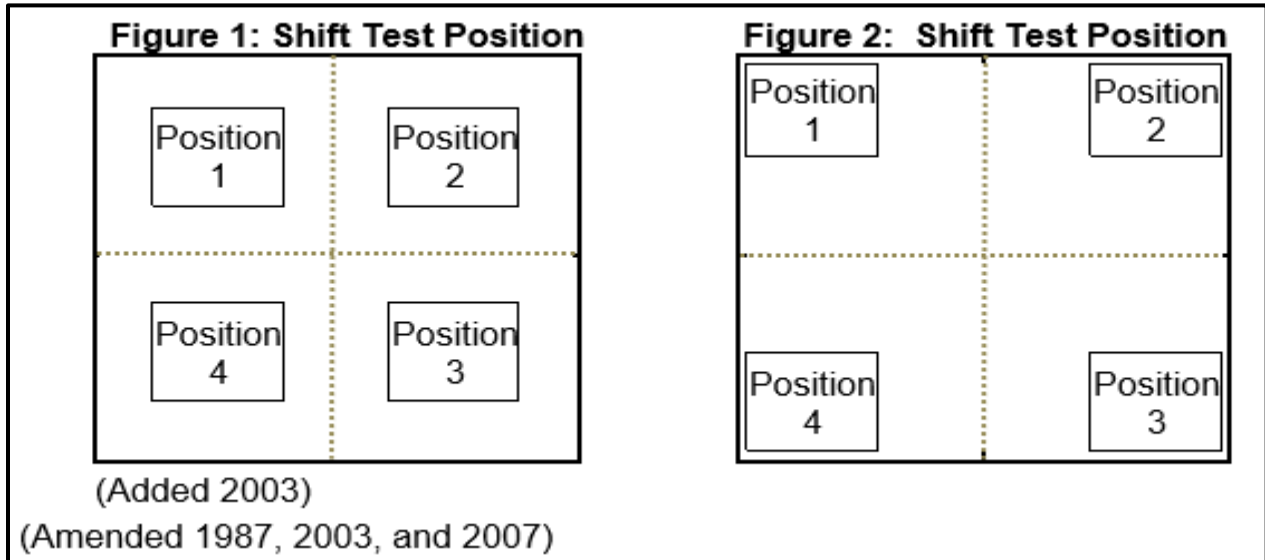 Figure 1: Shift Test Position
Position
1
Position
2
Position
4
Position
3
Figure 2: Shift Test Position
Position
1
Position
2
Position
4
Position
3
(Added 2003)
(Amended 1987, 2003, and 2007)